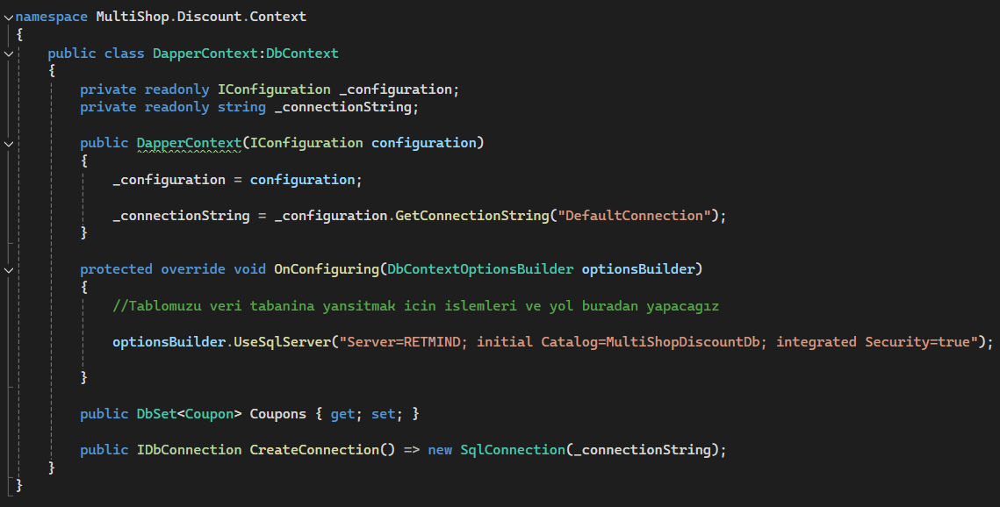 namespace MultiShop.Discount.Context
{
public class DapperContext:DbContext
{
private readonly IConfiguration _configuration;
private readonly string _connectionString;
public DapperContext(IConfiguration configuration)
{
_configuration = configuration;
_connectionString = _configuration.GetConnectionString("DefaultConnection");
}
protected override void OnConfiguring(DbContextOptionsBuilder optionsBuilder)
{
//Tablomuzu veri tabanina yansitmak icin islemleri ve yol buradan yapacagız
optionsBuilder.UseSqlServer("Server=RETMIND; initial Catalog=MultiShopDiscountDb; integrated Security=true");
}
public DbSet<Coupon> Coupons { get; set; }
public IDbConnection CreateConnection() => new SqlConnection(_connectionString);
}
}